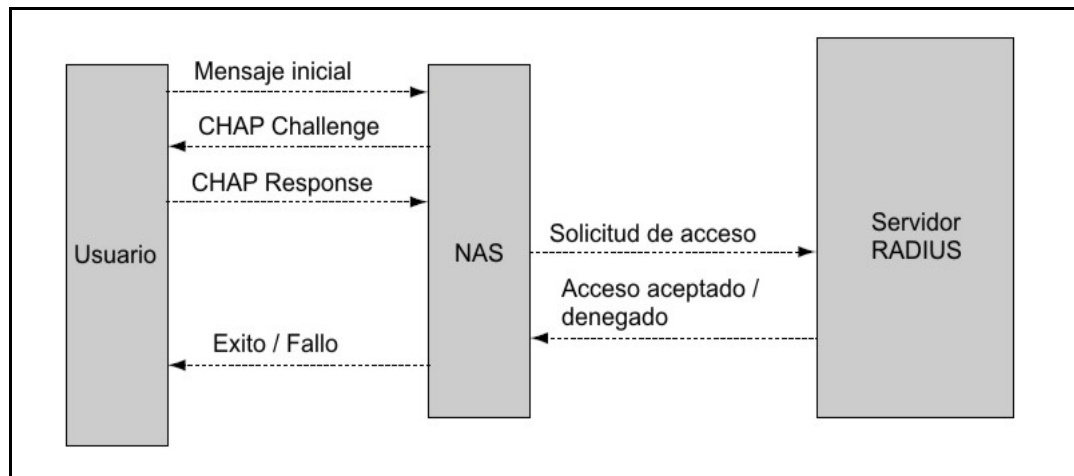 Mensaje inicial
CHAP Challenge
CHAP Response
Usuario
NAS
Solicitud de acceso
Servidor
RADIUS
Acceso aceptado /
denegado
Exito / Fallo